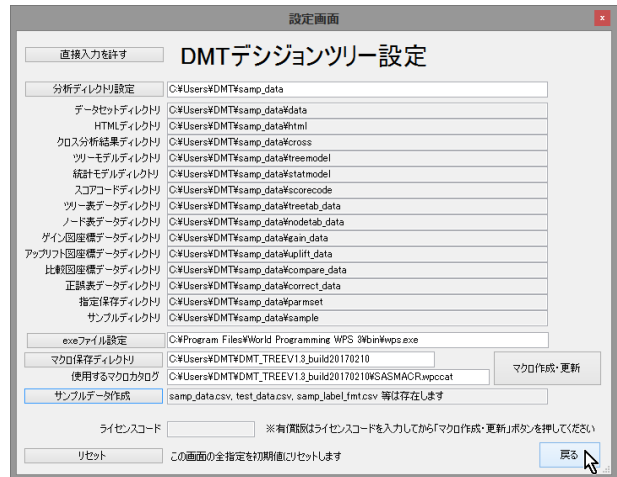 設定画面
x
直接入力を許す DMTデシジョンツリー設定
分析ディレクトリ設定 C:¥Users¥DMT¥samp_data
データセットディレクトリ C:¥Users¥DMT¥samp_data¥data
HTMLディレクトリ C:¥Users¥DMT¥samp_data¥html
クロス分析結果ディレクトリ C:¥Users¥DMT¥samp_data¥cross
ツリーモデルディレクトリ C:¥Users¥DMT¥samp_data¥treemodel
統計モデルディレクトリ C:¥Users¥DMT¥samp_data¥statmodel
スコアコードディレクトリ C:¥Users¥DMT¥samp_data¥scorecode
ツリー表データディレクトリ C:¥Users¥DMT¥samp_data¥treetab_data
ノード表データディレクトリ C:¥Users¥DMT¥samp_data¥nodetab_data
ゲイン図座標データディレクトリ C:¥Users¥DMT¥samp_data¥gain_data
アップリフト図座標データディレクトリ C:¥Users¥DMT¥samp_data¥uplift_data
比較図座標データディレクトリ C:¥Users¥DMT¥samp_data¥compare_data
正誤表データディレクトリ C:¥Users¥DMT¥samp_data¥correct_data
指定保存ディレクトリ C:¥Users¥DMT¥samp_data¥parmset
サンプルディレクトリ C:¥Users¥DMT¥samp_data¥sample
exeファイル設定 C:¥Program Files¥World Programming WPS 3¥bin¥wps.exe
マクロ保存ディレクトリ C:¥Users¥DMT¥DMT_TREEV1.3_build20170210
使用するマクロカタログ C:¥Users¥DMT¥DMT_TREEV1.3_build20170210¥SASMACR.wpccat
マクロ作成・更新
サンプルデータ作成 samp_data.csv, test_data.csv, samp_label_fmt.csv 等は存在します
ライセンスコード ※有償版はライセンスコードを入力してから「マクロ作成・更新」ボタンを押してください
リセット この画面の全指定を初期値にリセットします 戻る